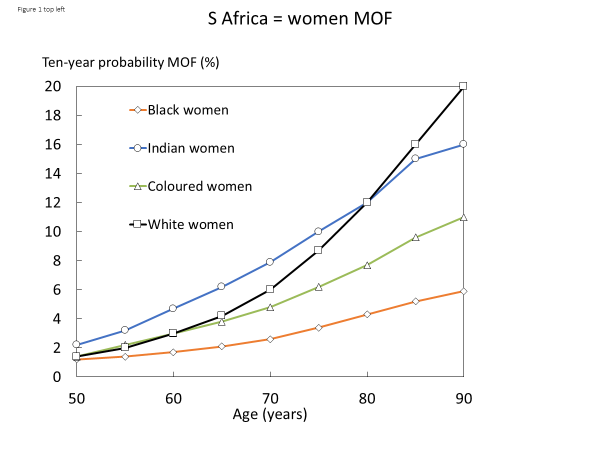 Figure 1 top left
S Africa = women MOF
Ten-year probability MOF (%)
20
18
16
14
12
10
8
6
4
2
0
Black women
Indian women
Coloured women
White women
50 60 70 80 90
Age (years)